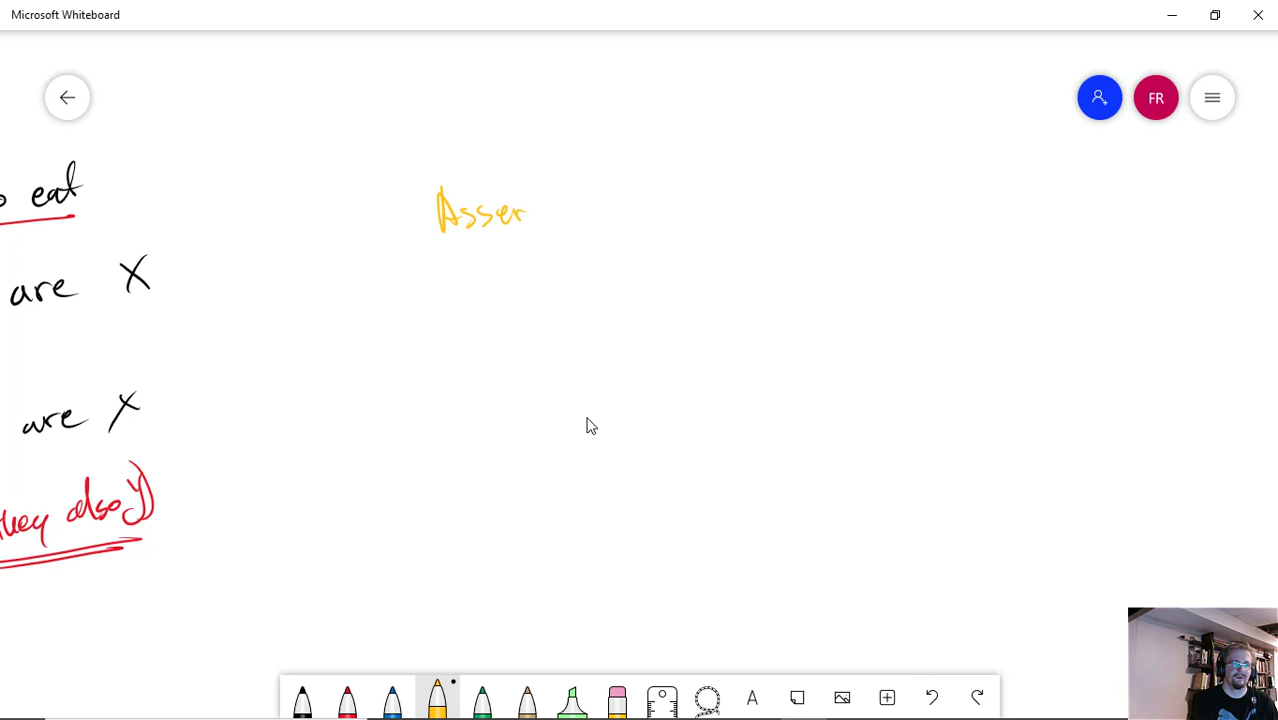 Microsoft Whiteboard
FR
eat
Asser
are X
are X
they also y)
A